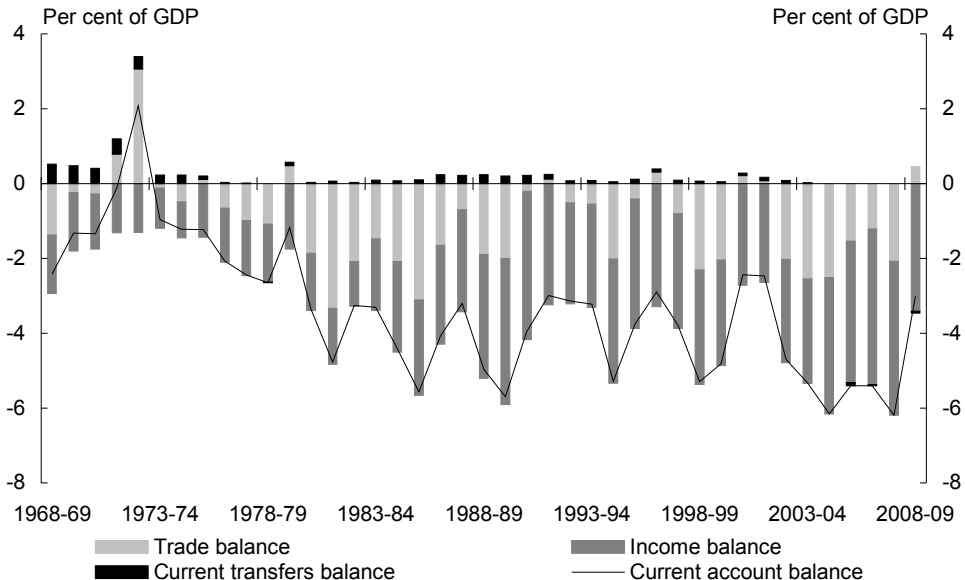 Per cent of GDP Per cent of GDP
4 4
2 2
0 0
-2 -2
-4 -4
-6 -6
-8 -8
1968-69 1973-74 1978-79 1983-84 1988-89 1993-94 1998-99 2003-04 2008-09
Trade balance Income balance
Current transfers balance Current account balance